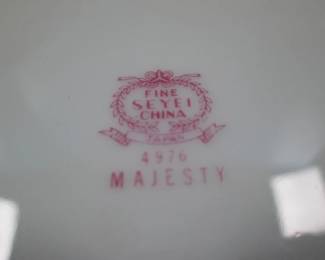 FINE
SEYEI
CHINA
JAPAN
4976
MAJESTY